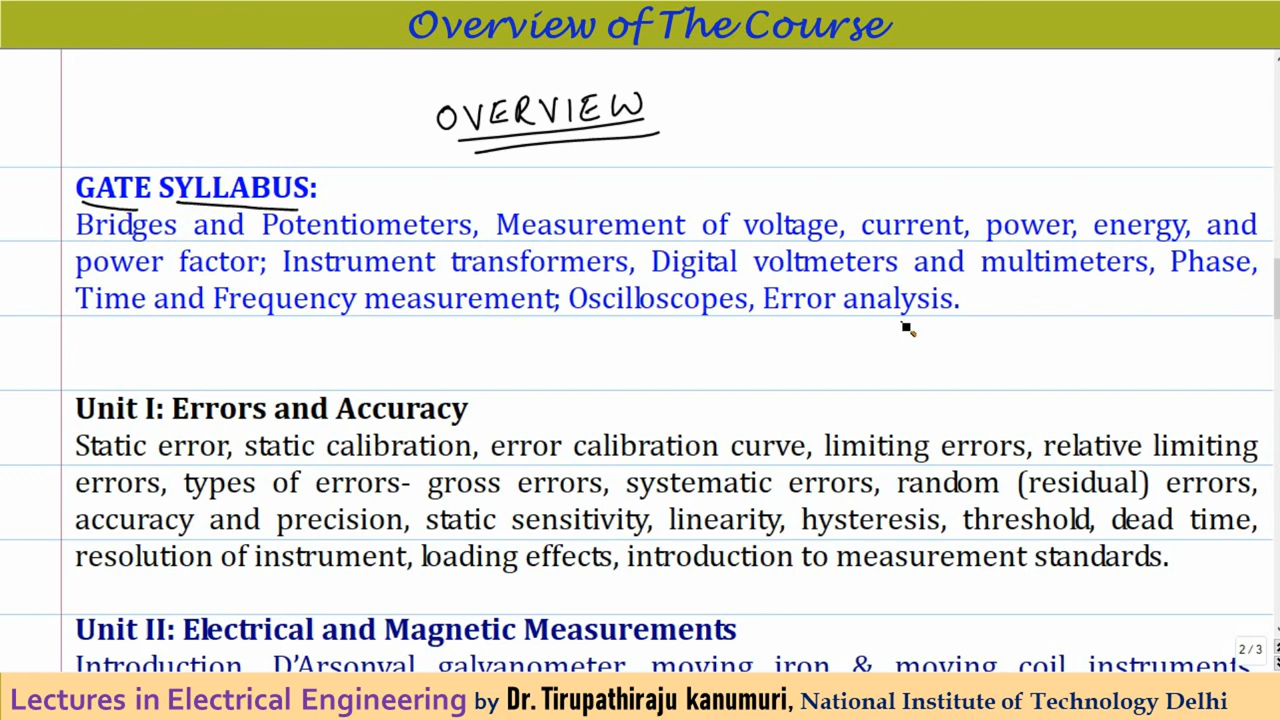 Overview of The Course
OVERVIEW
GATE SYLLABUS:
Bridges and Potentiometers, Measurement of voltage, current, power, energy, and
power factor; Instrument transformers, Digital voltmeters and multimeters, Phase,
Time and Frequency measurement; Oscilloscopes, Error analysis.
Unit I: Errors and Accuracy
Static error, static calibration, error calibration curve, limiting errors, relative limiting
errors, types of errors- gross errors, systematic errors, random (residual) errors,
accuracy and precision, static sensitivity, linearity, hysteresis, threshold, dead time,
resolution of instrument, loading effects, introduction to measurement standards.
Unit II: Electrical and Magnetic Measurements
2 / 3
Introduction, D'Arsonval galvanometer, moving iron & moving coil instruments,
Lectures in Electrical Engineering by Dr. Tirupathiraju kanumuri, National Institute of Technology Delhi